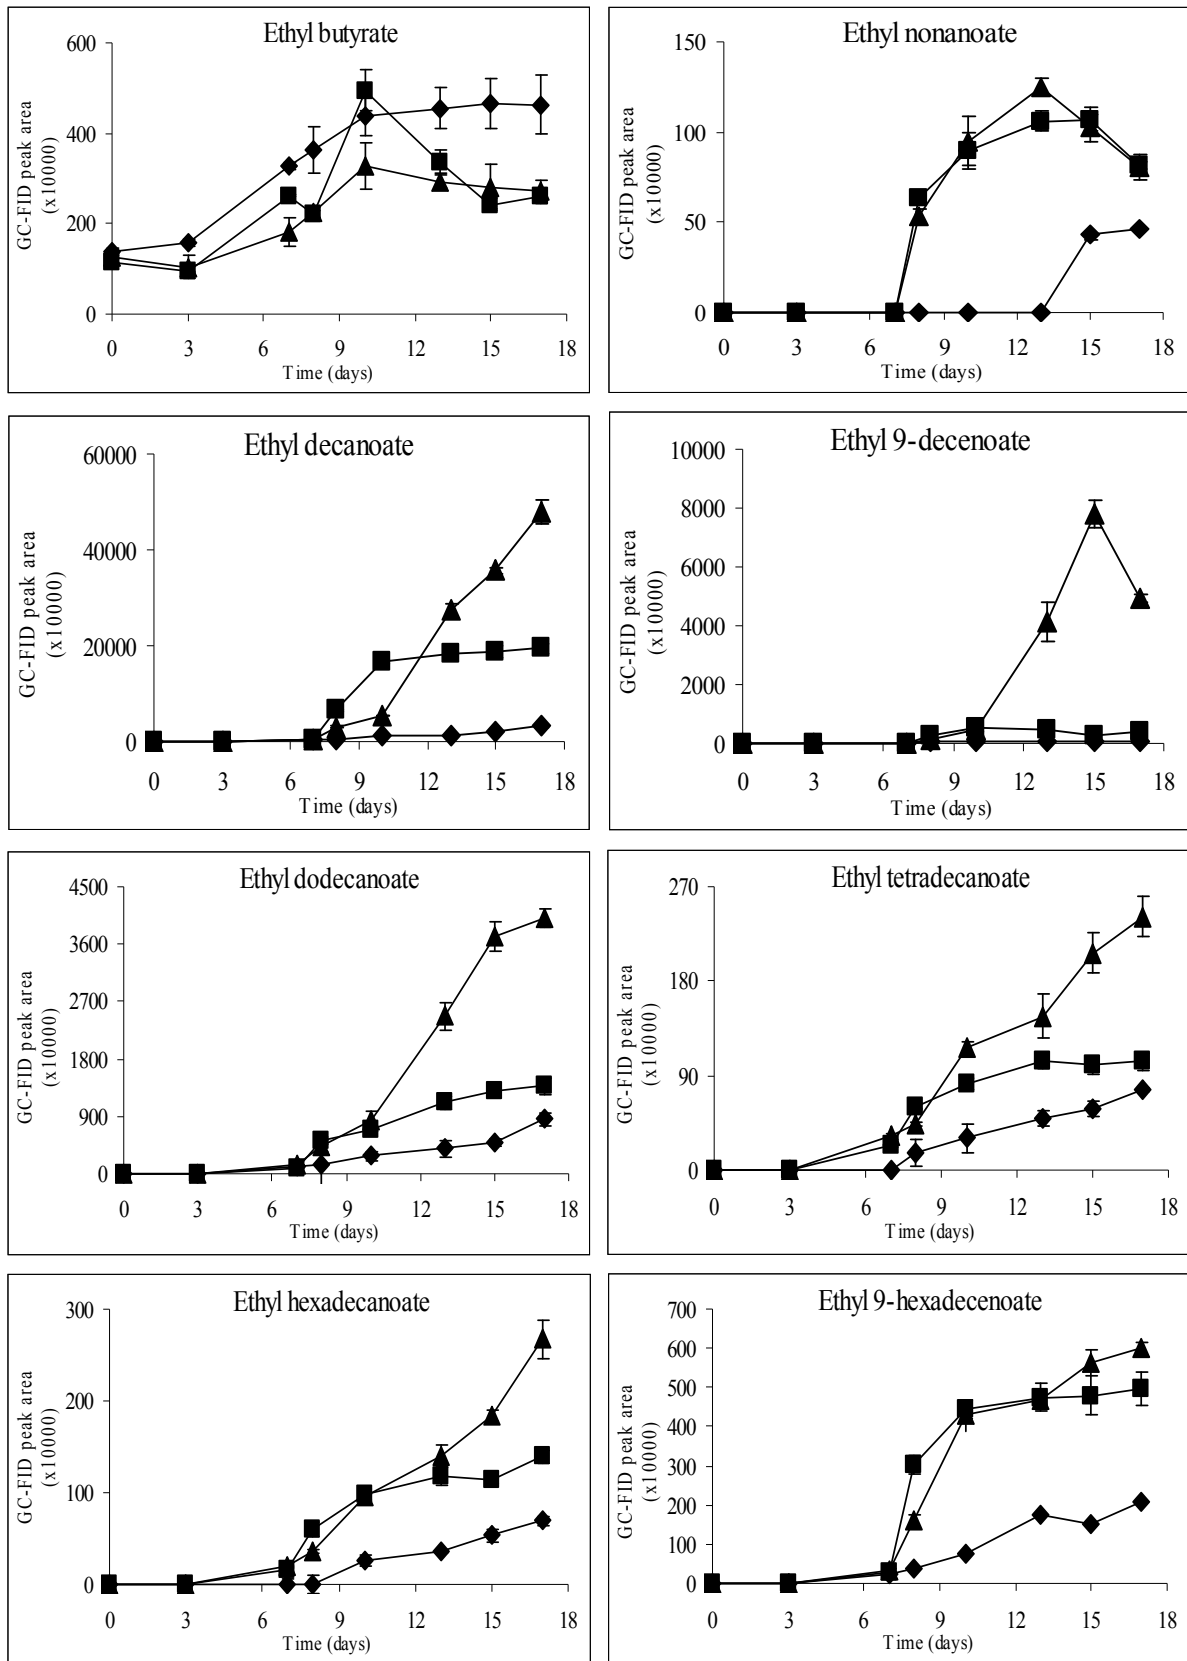 Ethyl butyrate
GC-FID peak area
(x10000)
600
400
200
0
0 3 6 9 12 15 18
Time (days)
Ethyl nonanoate
GC-FID peak area
(x10000)
150
100
50
0
0 3 6 9 12 15 18
Time (days)
Ethyl decanoate
GC-FID peak area
(x10000)
60000
40000
20000
0
0 3 6 9 12 15 18
Time (days)
Ethyl 9-decenoate
GC-FID peak area
(x10000)
10000
8000
6000
4000
2000
0
0 3 6 9 12 15 18
Time (days)
Ethyl dodecanoate
GC-FID peak area
(x10000)
4500
3600
2700
1800
900
0
0 3 6 9 12 15 18
Time (days)
Ethyl tetradecanoate
GC-FID peak area
(x10000)
270
180
90
0
0 3 6 9 12 15 18
Time (days)
Ethyl hexadecanoate
GC-FID peak area
(x10000)
300
200
100
0
0 3 6 9 12 15 18
Time (days)
Ethyl 9-hexadecenoate
GC-FID peak area
(x10000)
700
600
500
400
300
200
100
0
0 3 6 9 12 15 18
Time (days)